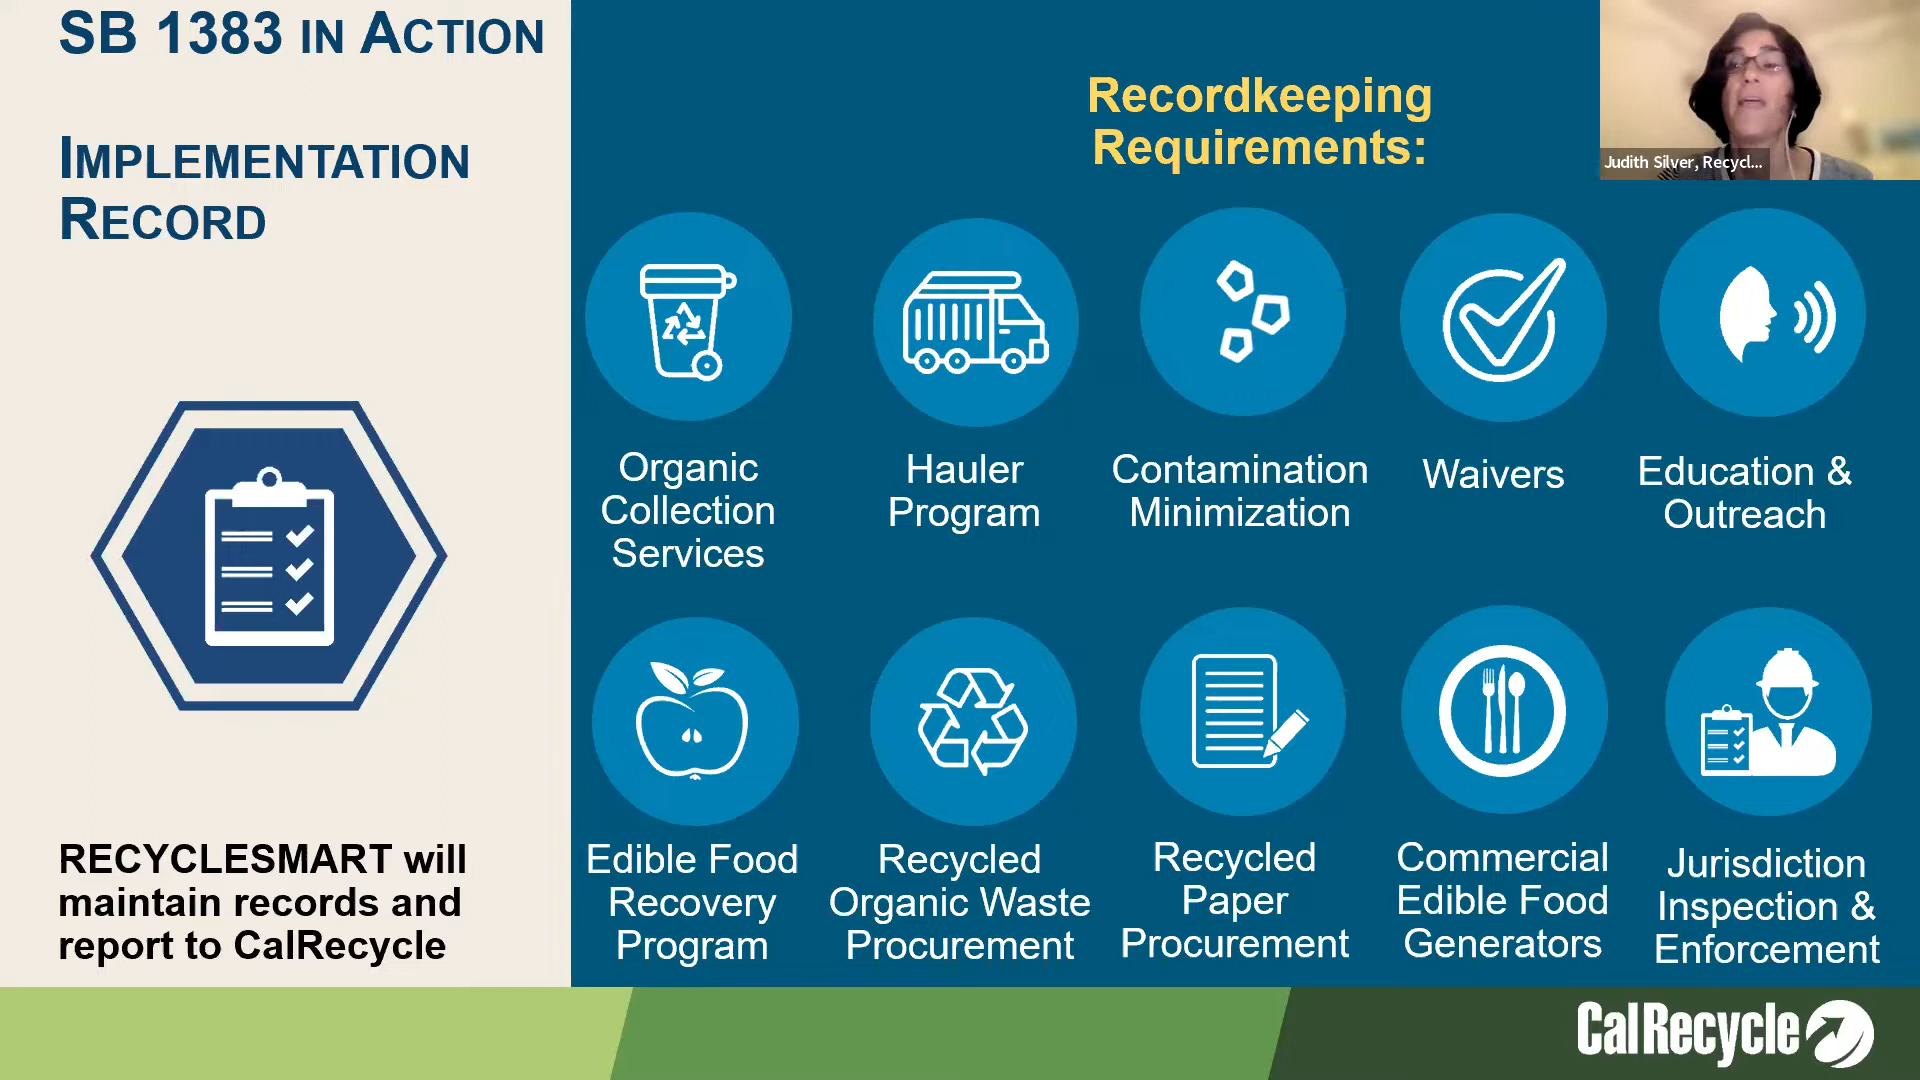 SB 1383 IN ACTION
IMPLEMENTATION
RECORD
RECYCLESMART will
maintain records and
report to CalRecycle
Recordkeeping
Requirements:
Judith Silver, Recycl...
Organic
Collection
Services
Hauler
Program
Contamination
Minimization
Waivers
Education &
Outreach
Edible Food
Recovery
Program
Recycled
Organic Waste
Procurement
Recycled
Paper
Procurement
Commercial
Edible Food
Generators
Jurisdiction
Inspection &
Enforcement
CalRecycle